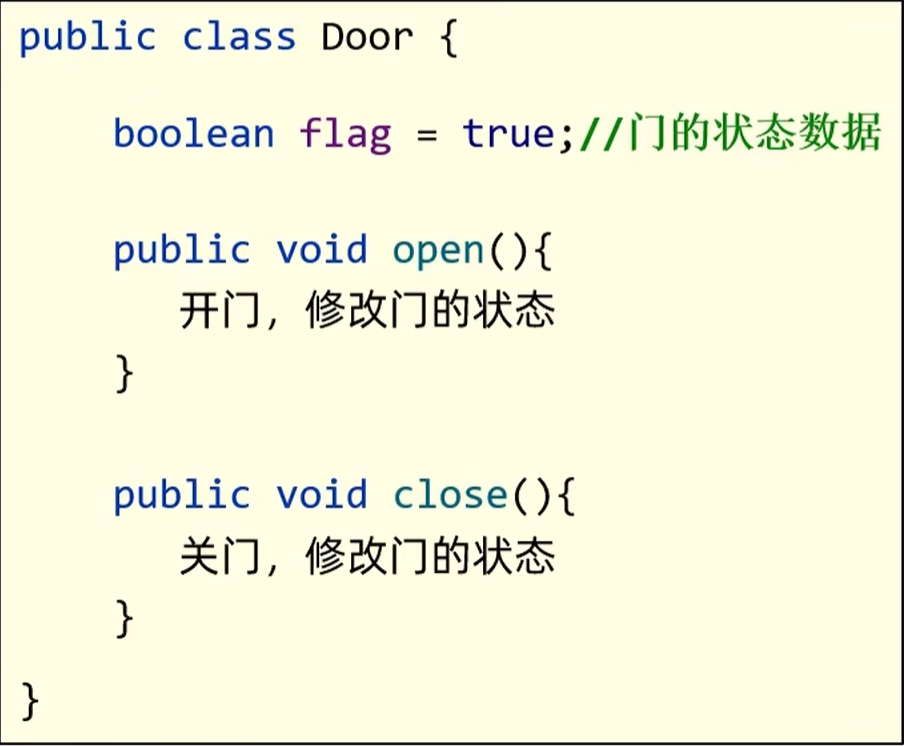 public class Door {
boolean flag = true;//门的状态数据
public void open(){
开门，修改门的状态
}
public void close(){
关门，修改门的状态
}
}